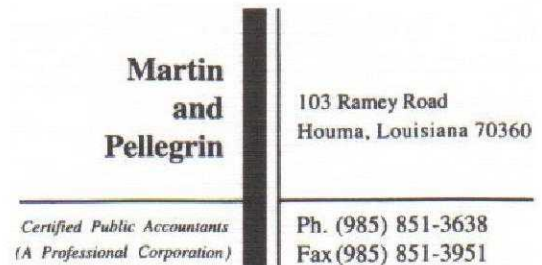 Martin
and
Pellegrin
103 Ramey Road
Houma, Louisiana 70360
Certified Public Accountants
(A Professional Corporation)
Ph. (985) 851-3638
Fax (985) 851-3951